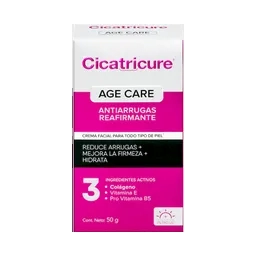 Cicatricure®
AGE CARE
ANTIARRUGAS
REAFIRMANTE
CREMA FACIAL PARA TODO TIPO DE PIEL
REDUCE ARRUGAS +
MEJORA LA FIRMEZA +
HIDRATA
3
INGREDIENTES ACTIVOS
• Colágeno
• Vitamina E
• Pro Vitamina B5
Cont. Neto: 50 g